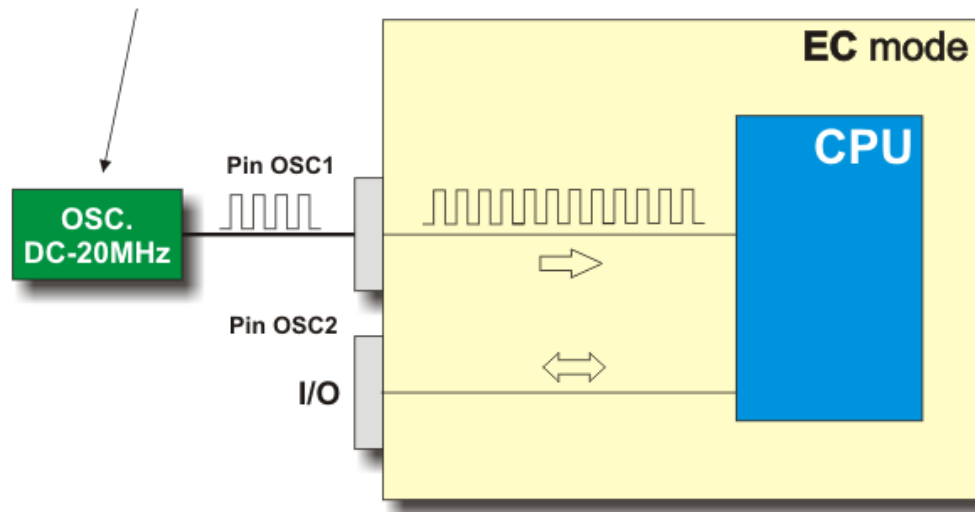 EC mode
CPU
Pin OSC1
OSC.
DC-20MHz
Pin OSC2
I/O